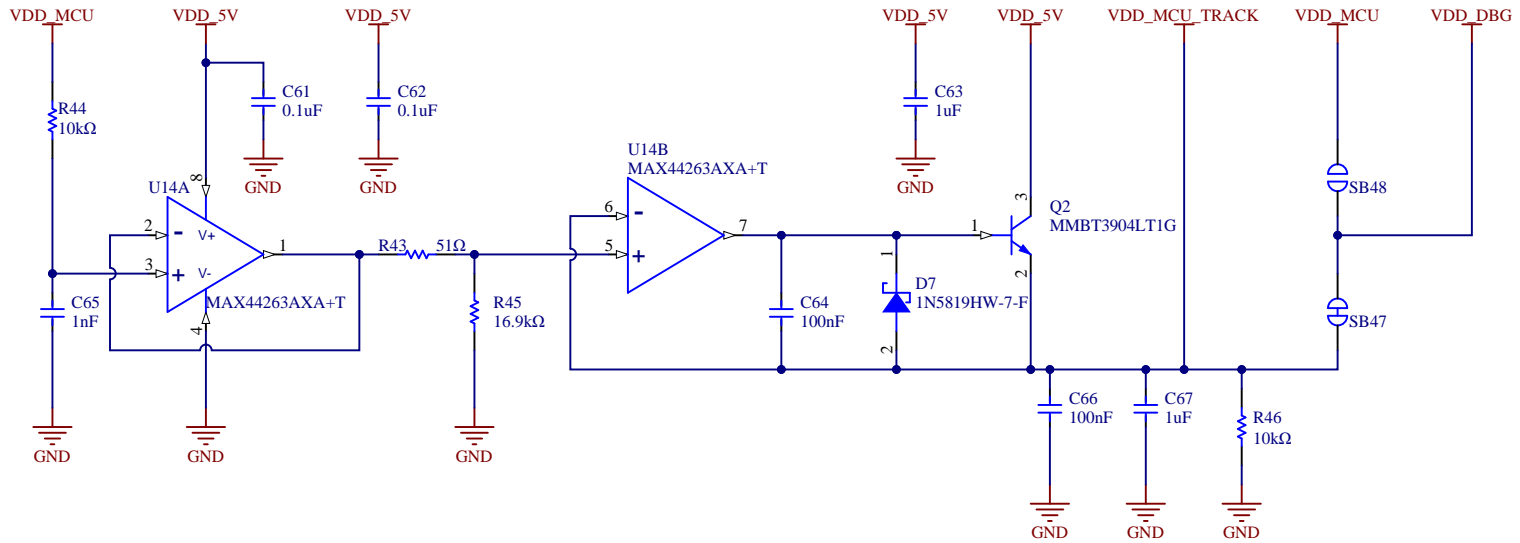 VDD_MCU
VDD_5V
VDD_5V
VDD_5V
VDD_5V
VDD_MCU_TRACK
VDD_MCU
VDD_DBG
R44
10kΩ
C61
0.1uF
C62
0.1uF
C63
1uF
GND
GND
GND
U14A
8
2
-
V+
3
+
V-
1
4
MAX44263AXA+T
C65
1nF
R43
51Ω
R45
16.9kΩ
U14B
MAX44263AXA+T
6
-
5
+
7
1
3
2
Q2
MMBT3904LT1G
SB48
C64
100nF
1
D7
1N5819HW-7-F
2
SB47
C66
100nF
C67
1uF
R46
10kΩ
GND
GND
GND
GND
GND
GND